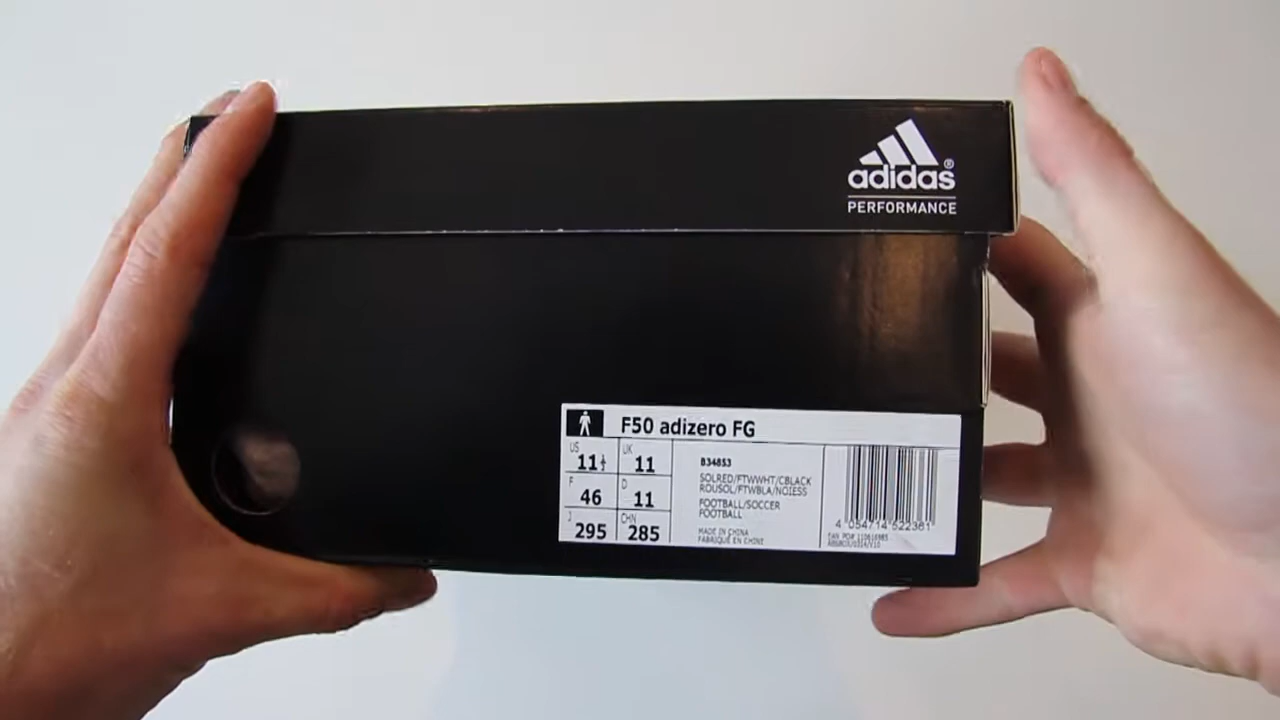 adidas®
PERFORMANCE
F50 adizero FG
US 11½ UK 11
F 46 D 11
J 295 CHN 285
B34853
SOLRED/FTWWHT/CBLACK
ROUSOL/FTWBLA/NOIESS
FOOTBALL/SOCCER
FOOTBALL
MADE IN CHINA
FABRIQUE EN CHINE
4 054714 522361